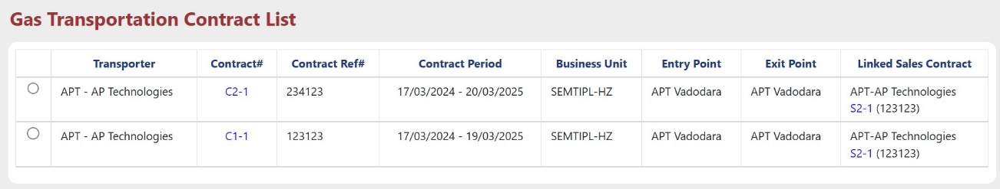 Gas Transportation Contract List
Transporter Contract# Contract Ref# Contract Period Business Unit Entry Point Exit Point Linked Sales Contract
APT - AP Technologies C2-1 234123 17/03/2024 - 20/03/2025 SEMTIPL-HZ APT Vadodara APT Vadodara APT-AP Technologies
S2-1 (123123)
APT - AP Technologies C1-1 123123 17/03/2024 - 19/03/2025 SEMTIPL-HZ APT Vadodara APT Vadodara APT-AP Technologies
S2-1 (123123)